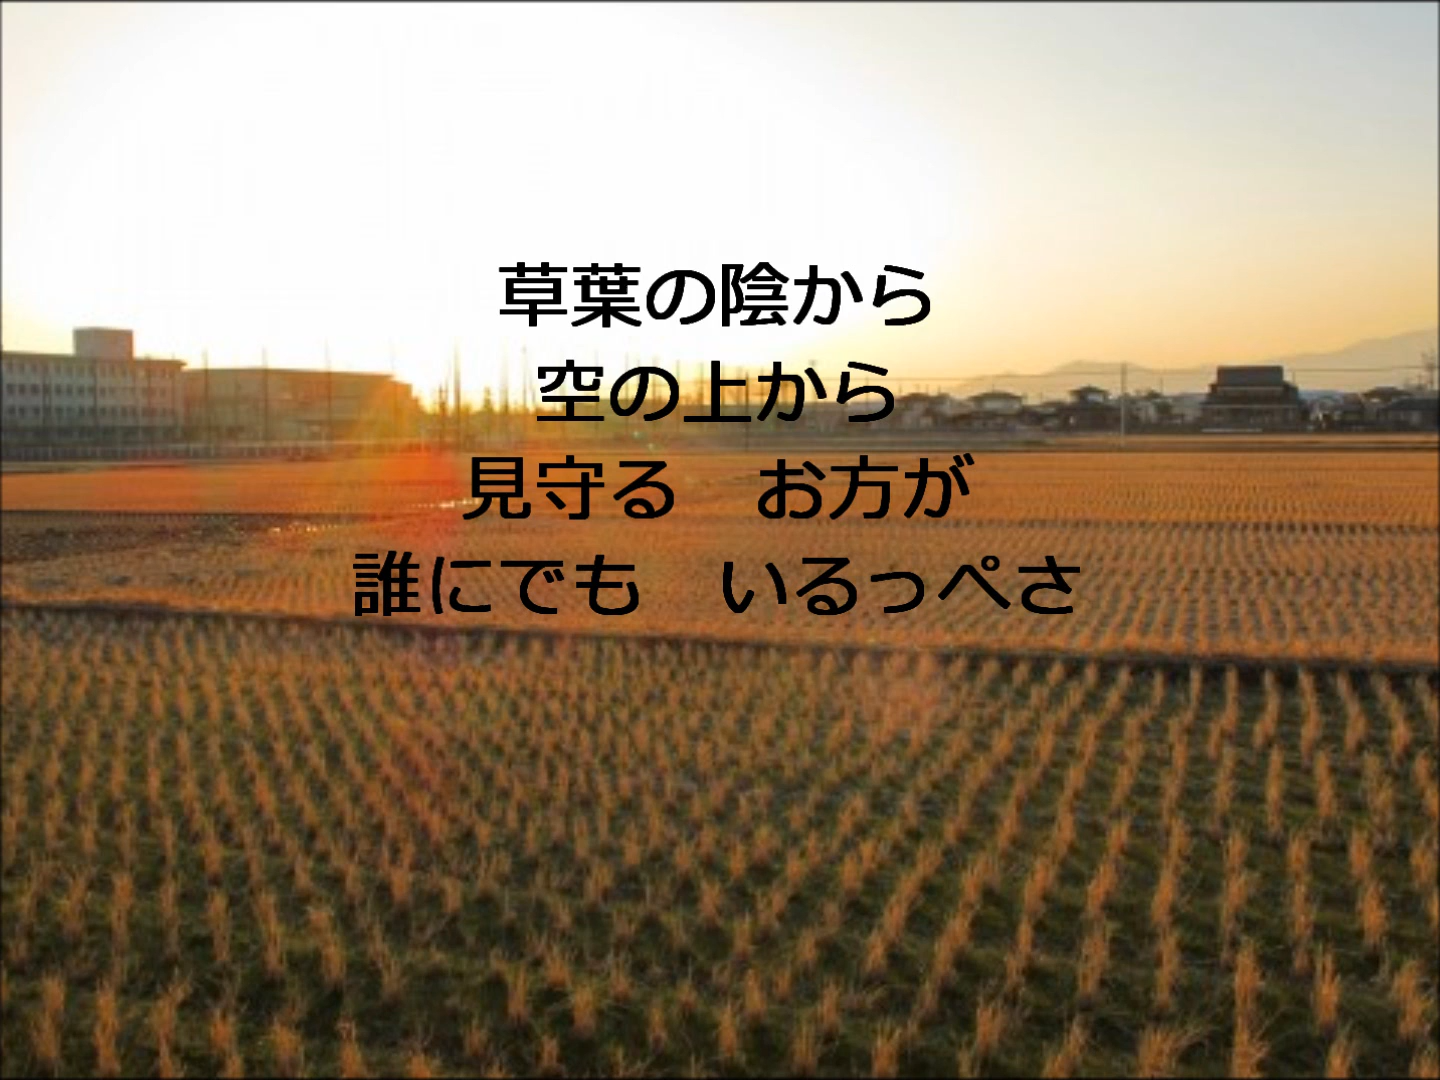 草葉の陰から
空の上から
見守る　お方が
誰にでも　いるっぺさ